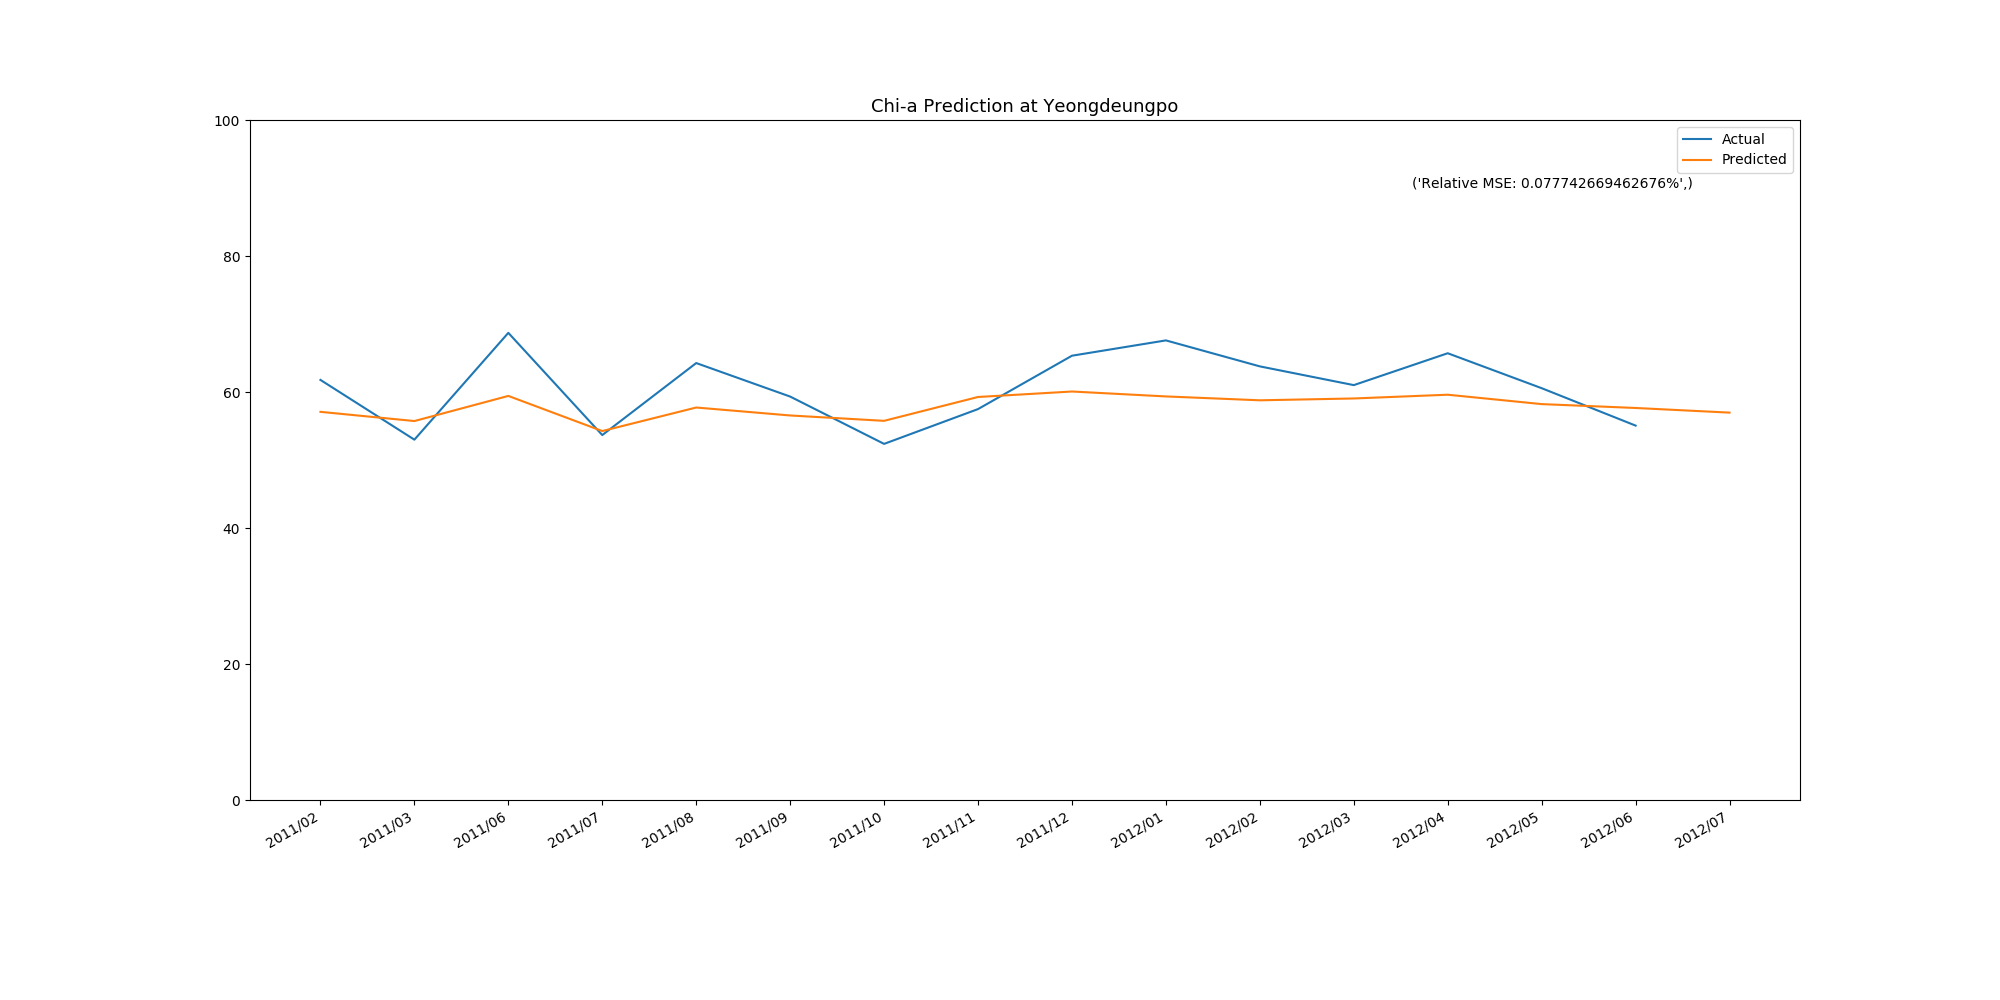 Chi-a Prediction at Yeongdeungpo
100
80
60
40
20
0
Actual
Predicted
('Relative MSE: 0.077742669462676%',)
2011/02 2011/03 2011/06 2011/07 2011/08 2011/09 2011/10 2011/11 2011/12 2012/01 2012/02 2012/03 2012/04 2012/05 2012/06 2012/07